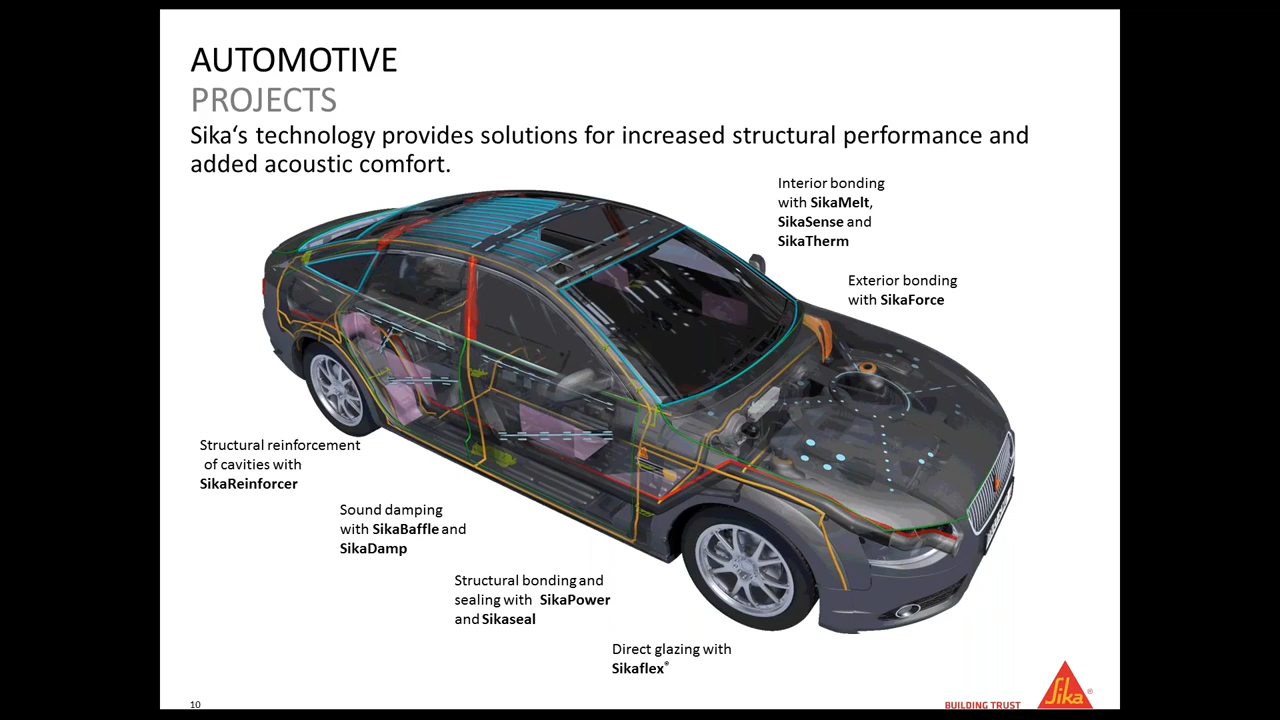 AUTOMOTIVE
PROJECTS
Sika‘s technology provides solutions for increased structural performance and
added acoustic comfort.
Interior bonding
with SikaMelt,
SikaSense and
SikaTherm
Exterior bonding
with SikaForce
Structural reinforcement
of cavities with
SikaReinforcer
Sound damping
with SikaBaffle and
SikaDamp
Structural bonding and
sealing with SikaPower
and Sikaseal
Direct glazing with
Sikaflex®
10
BUILDING TRUST
Sika®